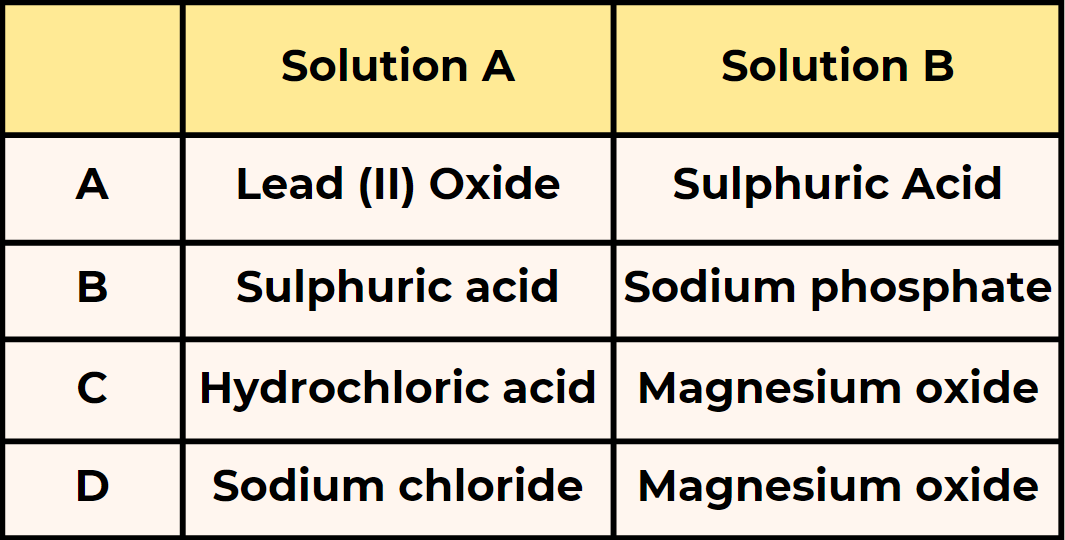 Solution A Solution B
A Lead (II) Oxide Sulphuric Acid
B Sulphuric acid Sodium phosphate
C Hydrochloric acid Magnesium oxide
D Sodium chloride Magnesium oxide